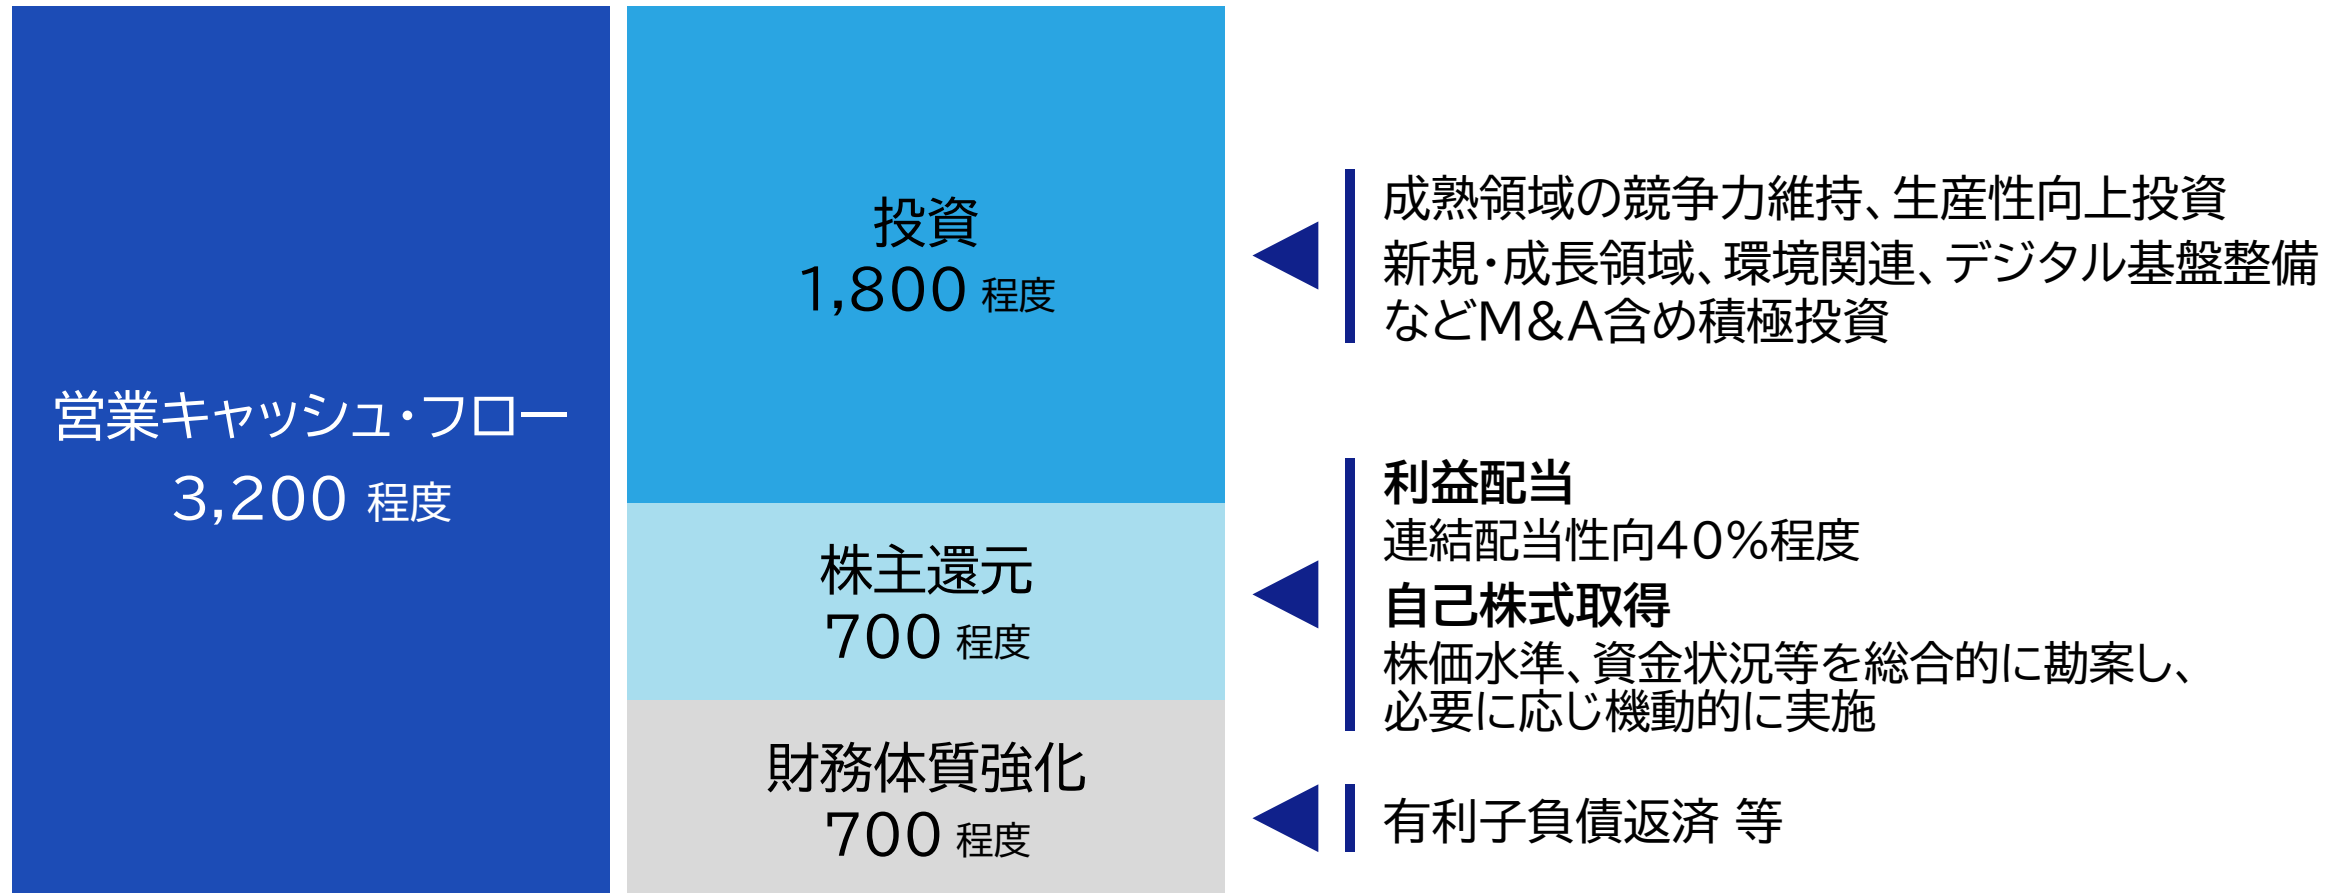 営業キャッシュ・フロー
3,200 程度
投資
1,800 程度
成熟領域の競争力維持、生産性向上投資
新規・成長領域、環境関連、デジタル基盤整備
などM&A含め積極投資
株主還元
700 程度
利益配当
連結配当性向40%程度
自己株式取得
株価水準、資金状況等を総合的に勘案し、
必要に応じ機動的に実施
財務体質強化
700 程度
有利子負債返済 等